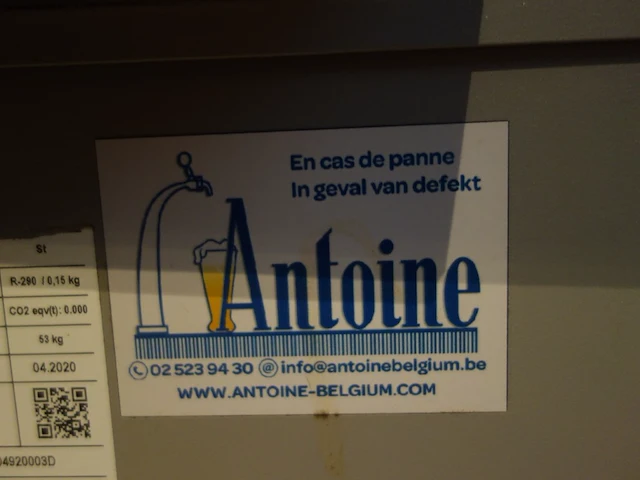 En cas de panne
In geval van defekt
Antoine
02 523 94 30 @ info@antoinebelgium.be
WWW.ANTOINE-BELGIUM.COM
St
R-290 / 0,15 kg
CO2 eqv(t): 0.000
53 kg
04.2020
04920003D